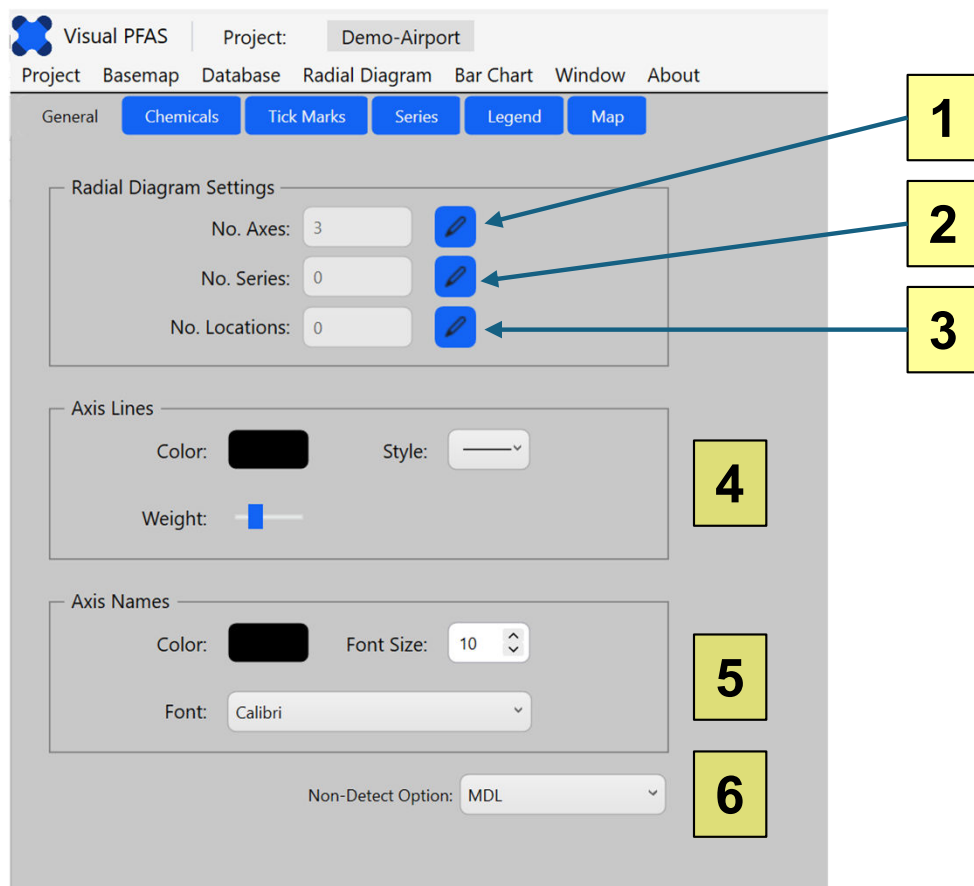 Visual PFAS Project: Demo-Airport
Project Basemap Database Radial Diagram Bar Chart Window About
General Chemicals Tick Marks Series Legend Map
1
Radial Diagram Settings
No. Axes: 3
2
No. Series: 0
3
No. Locations: 0
Axis Lines
Color: Style:
4
Weight:
Axis Names
Color: Font Size: 10
5
Font: Calibri
6
Non-Detect Option: MDL